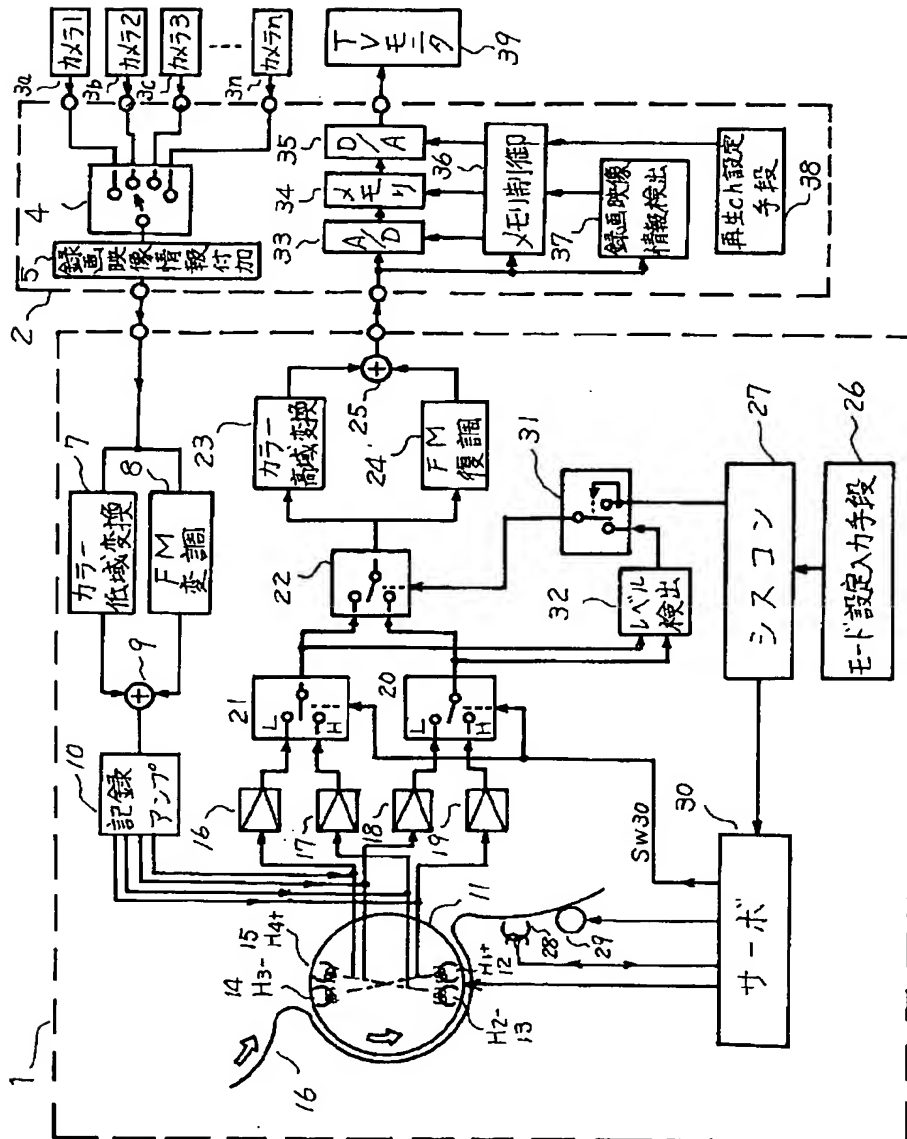 カメラ1
カメラ2
カメラ3
カメラn
3a
3b
3c
3n
TVモニタ
39
4
5
録画映像情報付加
2
35
D/A
34
メモリ
33
A/D
36
メモリ制御
37
録画映像情報検出
再生ch設定手段
38
1
7
カラー低域変換
8
FM変調
9
10
記録アンプ
23
カラー高域変換
24
FM復調
25
22
31
32
レベル検出
21
L
H
20
L
H
16
17
18
19
27
シスコン
26
モード設定入力手段
SW30
30
サーボ
11
15
H4+
14
H3-
H1+
12
H2-
13
28
29
16